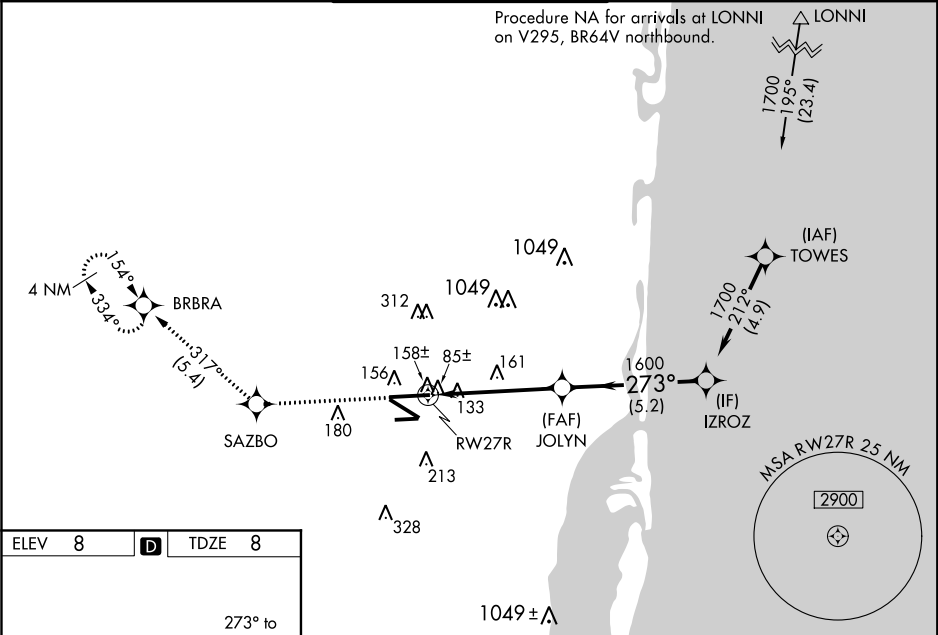 Procedure NA for arrivals at LONNI
on V295, BR64V northbound.
LONNI
1700
195°
(23.4)
(IAF)
TOWES
1700
212°
(4.9)
1049
1049
312
4 NM
154°
334°
BRBRA
317°
(5.4)
158±
85±
156
161
133
180
SAZBO
RW27R
(FAF)
JOLYN
1600
273°
(5.2)
(IF)
IZROZ
213
328
MSA RW27R 25 NM
2900
ELEV 8
D
TDZE 8
273° to
1049±